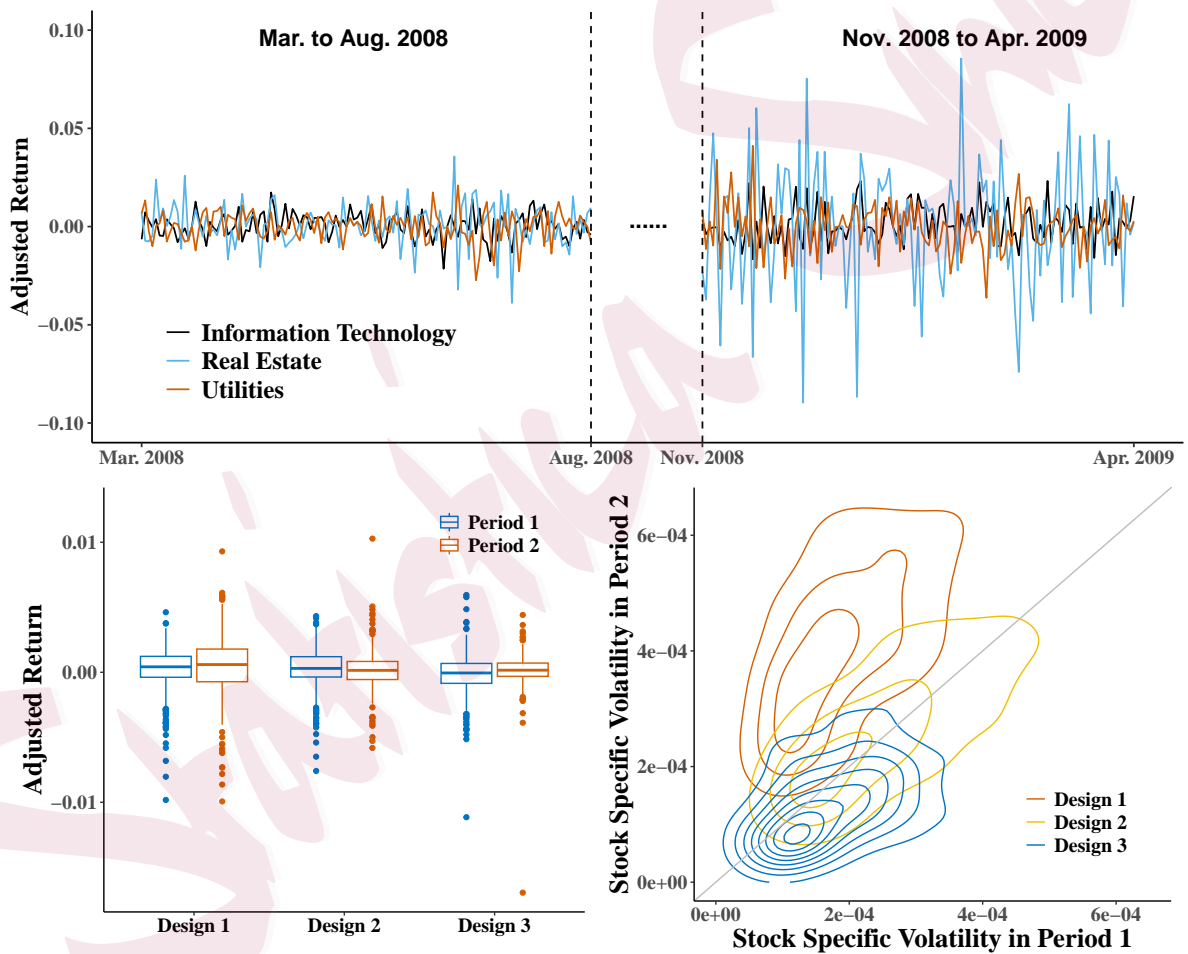 Mar. to Aug. 2008
Nov. 2008 to Apr. 2009
Adjusted Return
0.10
0.05
0.00
−0.05
−0.10
......
Information Technology
Real Estate
Utilities
Mar. 2008
Aug. 2008
Nov. 2008
Apr. 2009
Adjusted Return
0.01
0.00
−0.01
Period 1
Period 2
Design 1
Design 2
Design 3
Stock Specific Volatility in Period 2
6e−04
4e−04
2e−04
0e+00
Design 1
Design 2
Design 3
0e+00
2e−04
4e−04
6e−04
Stock Specific Volatility in Period 1